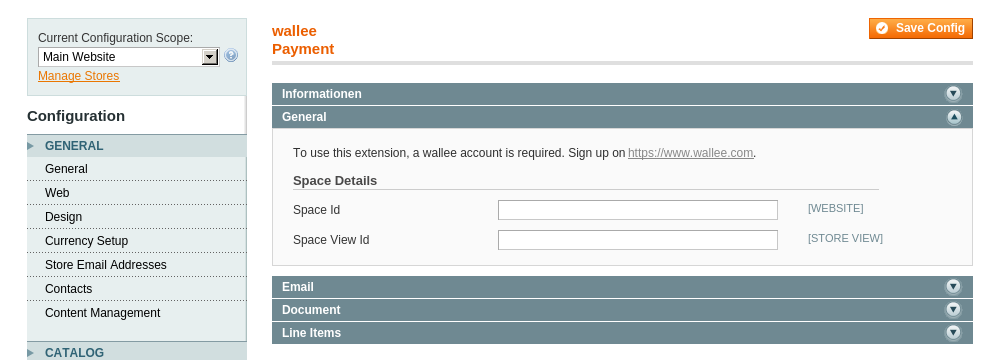 Current Configuration Scope:
Main Website
Manage Stores
Configuration
GENERAL
General
Web
Design
Currency Setup
Store Email Addresses
Contacts
Content Management
CATALOG
wallee
Payment
Save Config
Informationen
General
To use this extension, a wallee account is required. Sign up on https://www.wallee.com.
Space Details
Space Id [WEBSITE]
Space View Id [STORE VIEW]
Email
Document
Line Items